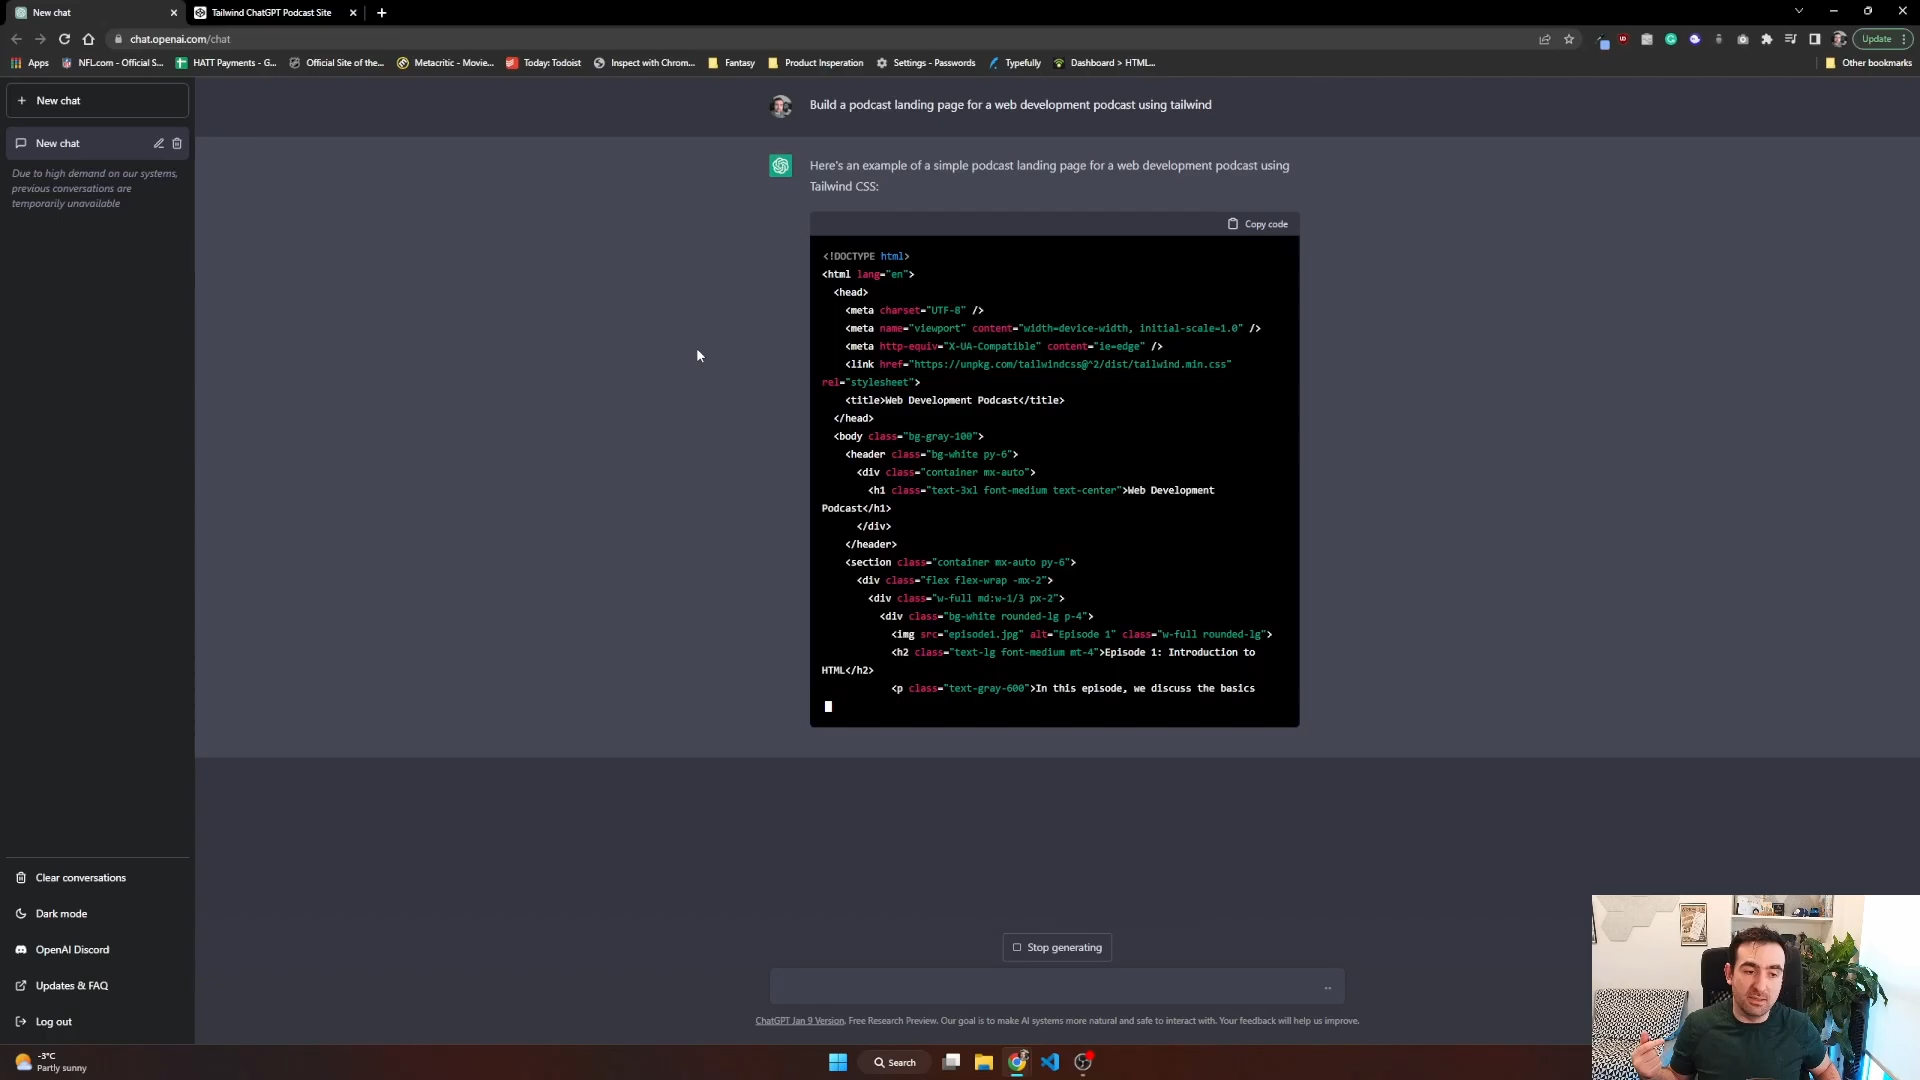 New chat
Tailwind ChatGPT Podcast Site
chat.openai.com/chat
Update
Apps
NFL.com - Official S...
HATT Payments - G...
Official Site of the...
Metacritic - Movie...
Today: Todoist
Inspect with Chrom...
Fantasy
Product Insperation
Settings - Passwords
Typefully
Dashboard > HTML...
Other bookmarks
New chat
New chat
Due to high demand on our systems,
previous conversations are
temporarily unavailable
Build a podcast landing page for a web development podcast using tailwind
Here's an example of a simple podcast landing page for a web development podcast using
Tailwind CSS:
Copy code
<!DOCTYPE html>
<html lang="en">
<head>
<meta charset="UTF-8" />
<meta name="viewport" content="width=device-width, initial-scale=1.0" />
<meta http-equiv="X-UA-Compatible" content="ie=edge" />
<link href="https://unpkg.com/tailwindcss@^2/dist/tailwind.min.css"
rel="stylesheet">
<title>Web Development Podcast</title>
</head>
<body class="bg-gray-100">
<header class="bg-white py-6">
<div class="container mx-auto">
<h1 class="text-3xl font-medium text-center">Web Development
Podcast</h1>
</div>
</header>
<section class="container mx-auto py-6">
<div class="flex flex-wrap -mx-2">
<div class="w-full md:w-1/3 px-2">
<div class="bg-white rounded-lg p-4">
<img src="episode1.jpg" alt="Episode 1" class="w-full rounded-lg">
<h2 class="text-lg font-medium mt-4">Episode 1: Introduction to
HTML</h2>
<p class="text-gray-600">In this episode, we discuss the basics
Clear conversations
Dark mode
OpenAI Discord
Updates & FAQ
Log out
Stop generating
ChatGPT Jan 9 Version. Free Research Preview. Our goal is to make AI systems more natural and safe to interact with. Your feedback will help us improve.
-3°C
Partly sunny
Search